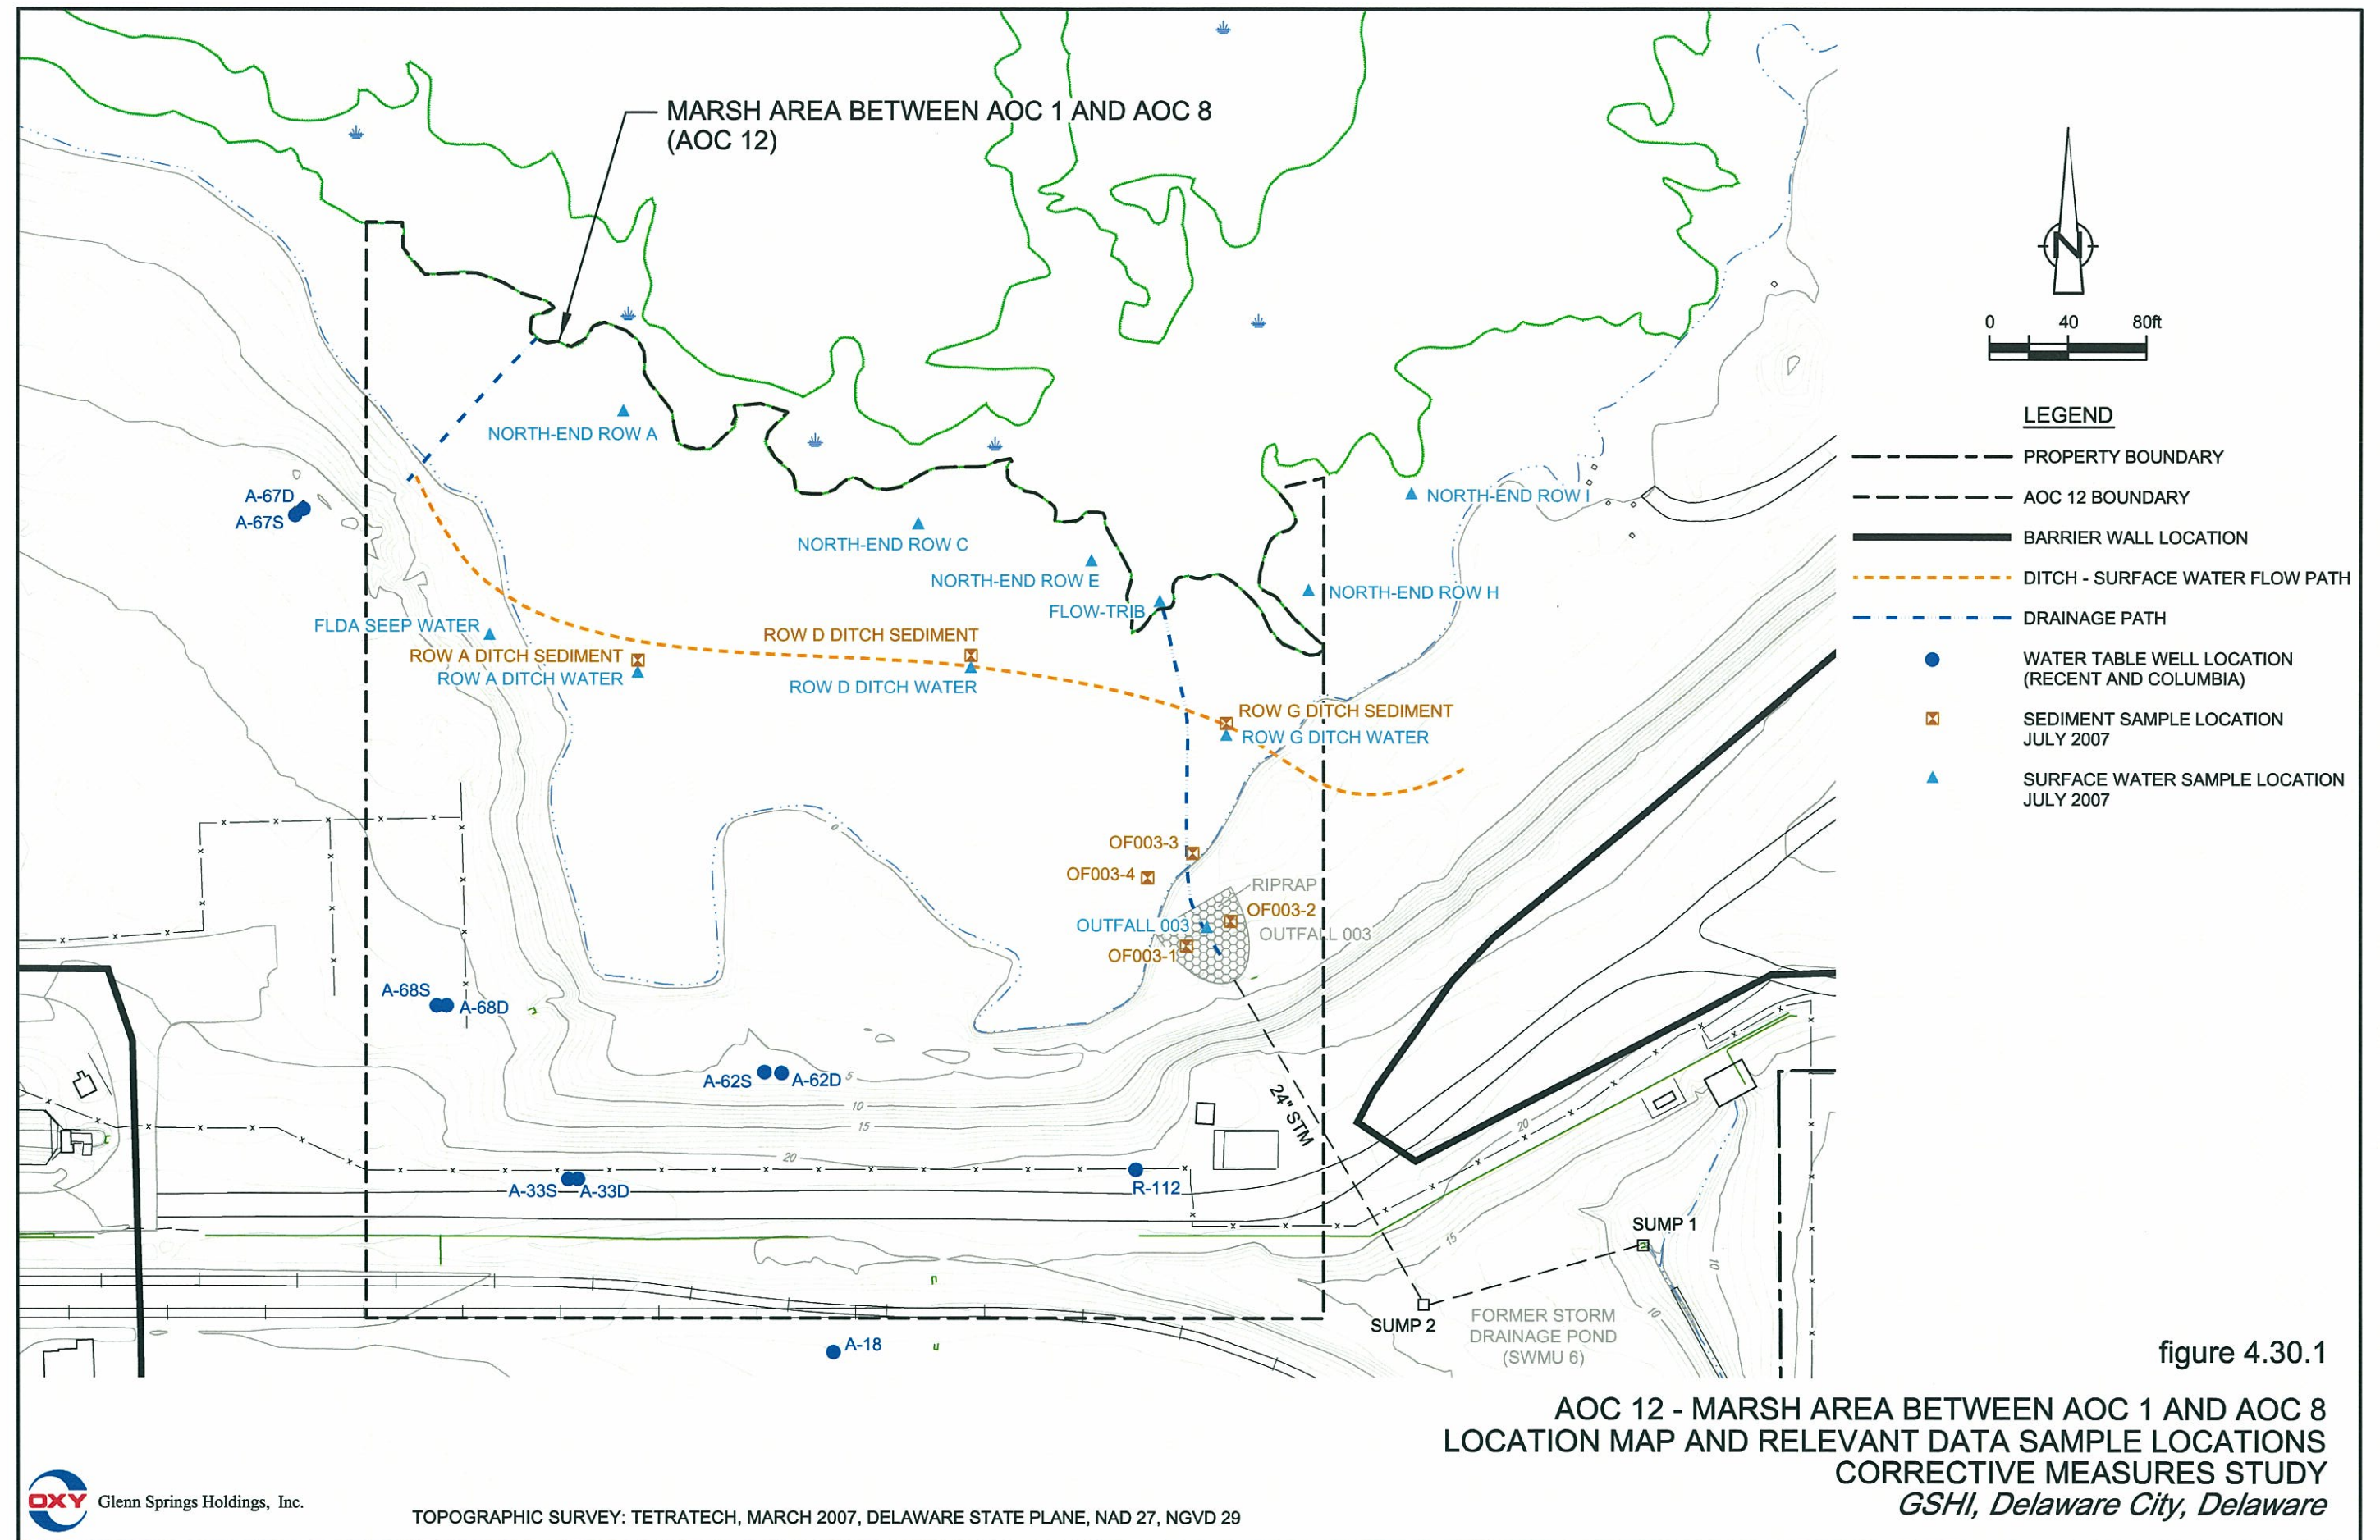 MARSH AREA BETWEEN AOC 1 AND AOC 8
(AOC 12)
N
0 40 80ft
LEGEND
PROPERTY BOUNDARY
AOC 12 BOUNDARY
BARRIER WALL LOCATION
DITCH - SURFACE WATER FLOW PATH
DRAINAGE PATH
WATER TABLE WELL LOCATION
(RECENT AND COLUMBIA)
SEDIMENT SAMPLE LOCATION
JULY 2007
SURFACE WATER SAMPLE LOCATION
JULY 2007
NORTH-END ROW A
A-67D
A-67S
NORTH-END ROW I
NORTH-END ROW C
NORTH-END ROW E
NORTH-END ROW H
FLOW-TRIB
FLDA SEEP WATER
ROW A DITCH SEDIMENT
ROW A DITCH WATER
ROW D DITCH SEDIMENT
ROW D DITCH WATER
ROW G DITCH SEDIMENT
ROW G DITCH WATER
0
OF003-3
OF003-4
RIPRAP
OF003-2
OUTFALL 003
OUTFALL 003
OF003-1
A-68S
A-68D
A-62S
A-62D
5
10
15
20
24" STM
20
A-33S
A-33D
R-112
SUMP 1
15
10
10
SUMP 2
FORMER STORM
DRAINAGE POND
(SWMU 6)
A-18
figure 4.30.1
AOC 12 - MARSH AREA BETWEEN AOC 1 AND AOC 8
LOCATION MAP AND RELEVANT DATA SAMPLE LOCATIONS
CORRECTIVE MEASURES STUDY
GSHI, Delaware City, Delaware
OXY Glenn Springs Holdings, Inc.
TOPOGRAPHIC SURVEY: TETRATECH, MARCH 2007, DELAWARE STATE PLANE, NAD 27, NGVD 29